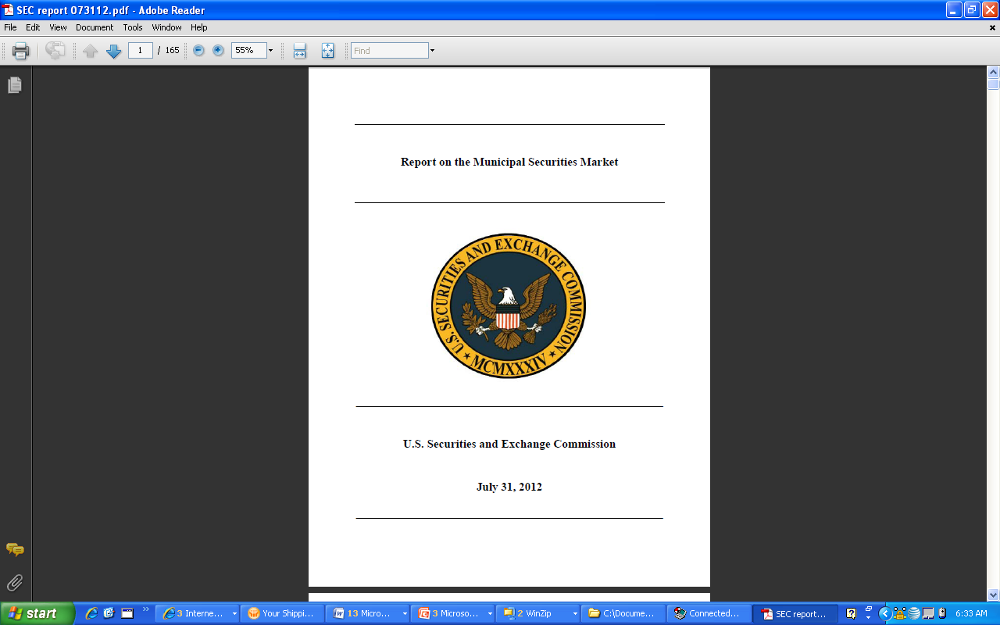 SEC report 073112.pdf - Adobe Reader
File Edit View Document Tools Window Help
1 / 165 55% Find
Report on the Municipal Securities Market
U.S. SECURITIES AND EXCHANGE COMMISSION
MCMXXXIV
U.S. Securities and Exchange Commission
July 31, 2012
start 3 Interne... Your Shippi... 13 Micro... 3 Microso... 2 WinZip C:\Docume... Connected... SEC report... 6:33 AM